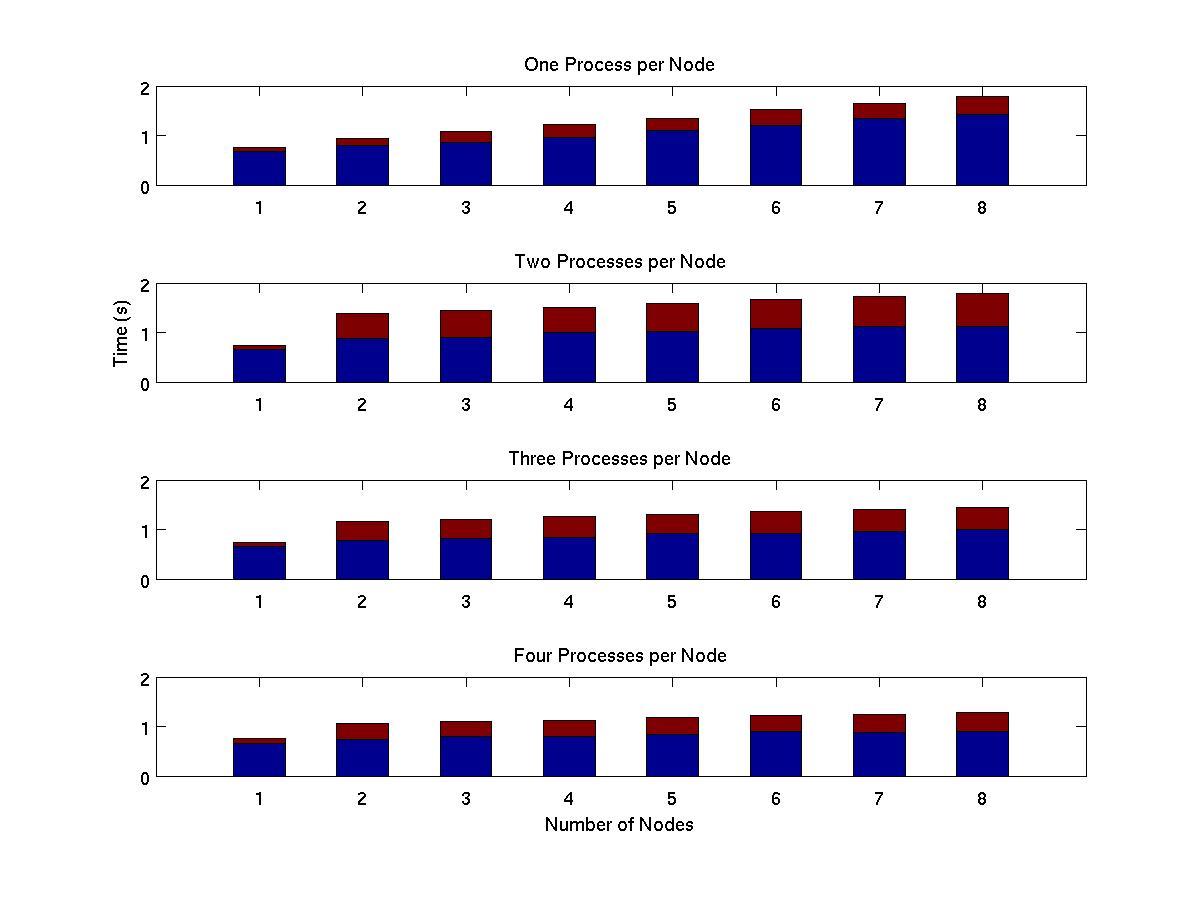 One Process per Node
2
1
0
1 2 3 4 5 6 7 8
Two Processes per Node
2
1
0
Time (s)
1 2 3 4 5 6 7 8
Three Processes per Node
2
1
0
1 2 3 4 5 6 7 8
Four Processes per Node
2
1
0
1 2 3 4 5 6 7 8
Number of Nodes